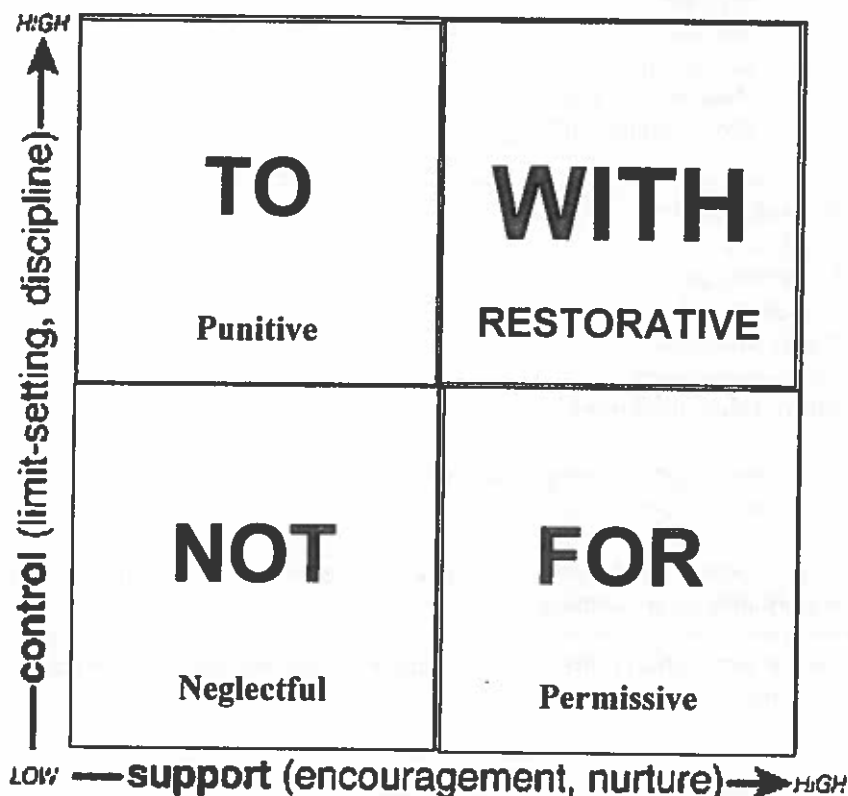 HIGH
control (limit-setting, discipline)
TO
Punitive
WITH
RESTORATIVE
NOT
Neglectful
FOR
Permissive
LOW
support (encouragement, nurture)
HIGH